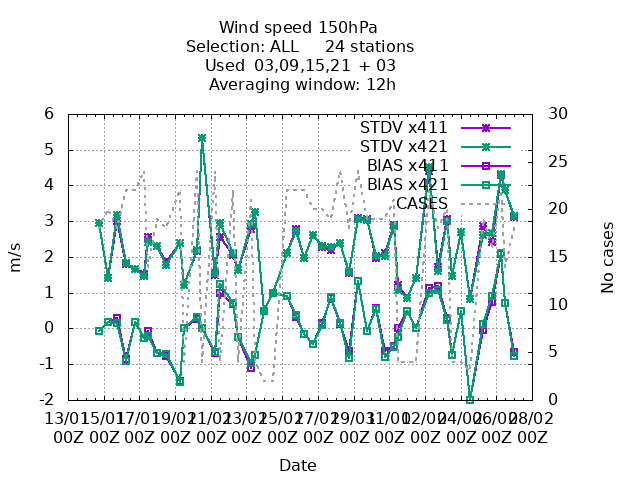 Wind speed 150hPa
Selection: ALL 24 stations
Used 03,09,15,21 + 03
Averaging window: 12h
6
5
4
3
2
1
0
-1
-2
30
25
20
15
10
5
0
m/s
No cases
STDV x411
STDV x421
BIAS x411
BIAS x421
CASES
13/01 15/01 17/01 19/01 21/01 23/01 25/01 27/01 29/01 31/01 02/02 04/02 06/02 08/02
00Z 00Z 00Z 00Z 00Z 00Z 00Z 00Z 00Z 00Z 00Z 00Z 00Z 00Z
Date